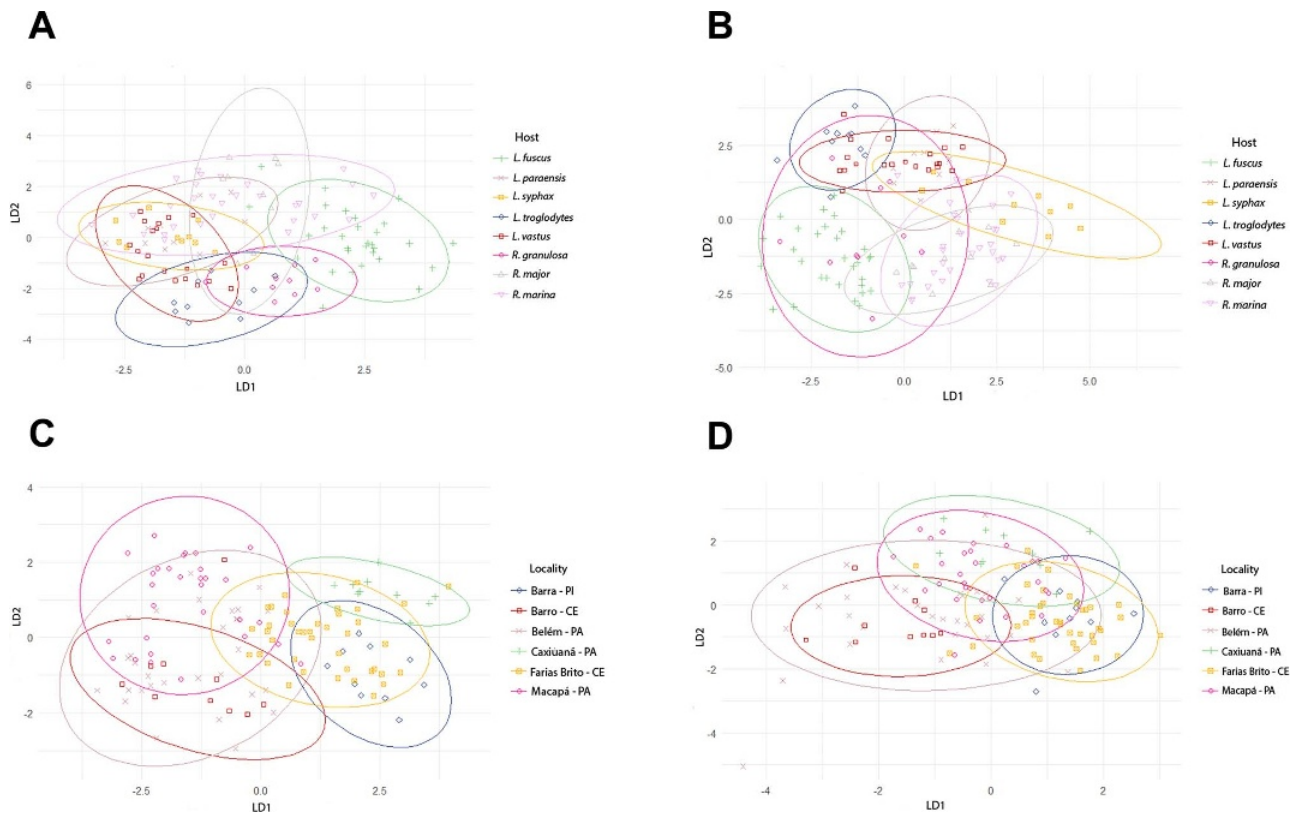 A
6
4
2
0
-2
-4
LD2
-2.5
0.0
2.5
LD1
Host
L. fuscus
L. paraensis
L. syphax
L. troglodytes
L. vastus
R. granulosa
R. major
R. marina
B
2.5
0.0
-2.5
-5.0
LD2
-2.5
0.0
2.5
5.0
LD1
Host
L. fuscus
L. paraensis
L. syphax
L. troglodytes
L. vastus
R. granulosa
R. major
R. marina
C
4
2
0
-2
LD2
-2.5
0.0
2.5
LD1
Locality
Barra - PI
Barro - CE
Belém - PA
Caxiuanã - PA
Farias Brito - CE
Macapá - PA
D
2
0
-2
-4
LD2
-4
-2
0
2
LD1
Locality
Barra - PI
Barro - CE
Belém - PA
Caxiuanã - PA
Farias Brito - CE
Macapá - PA